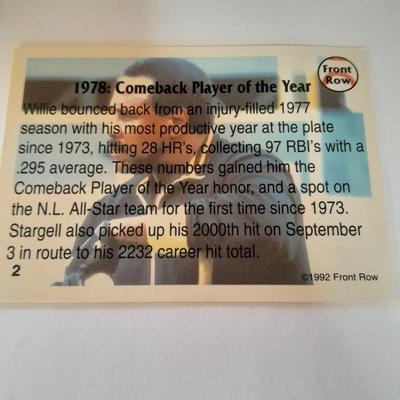 Front
Row
1978: Comeback Player of the Year
Willie bounced back from an injury-filled 1977
season with his most productive year at the plate
since 1973, hitting 28 HR's, collecting 97 RBI's with a
.295 average. These numbers gained him the
Comeback Player of the Year honor, and a spot on
the N.L. All-Star team for the first time since 1973.
Stargell also picked up his 2000th hit on September
3 in route to his 2232 career hit total.
2
©1992 Front Row